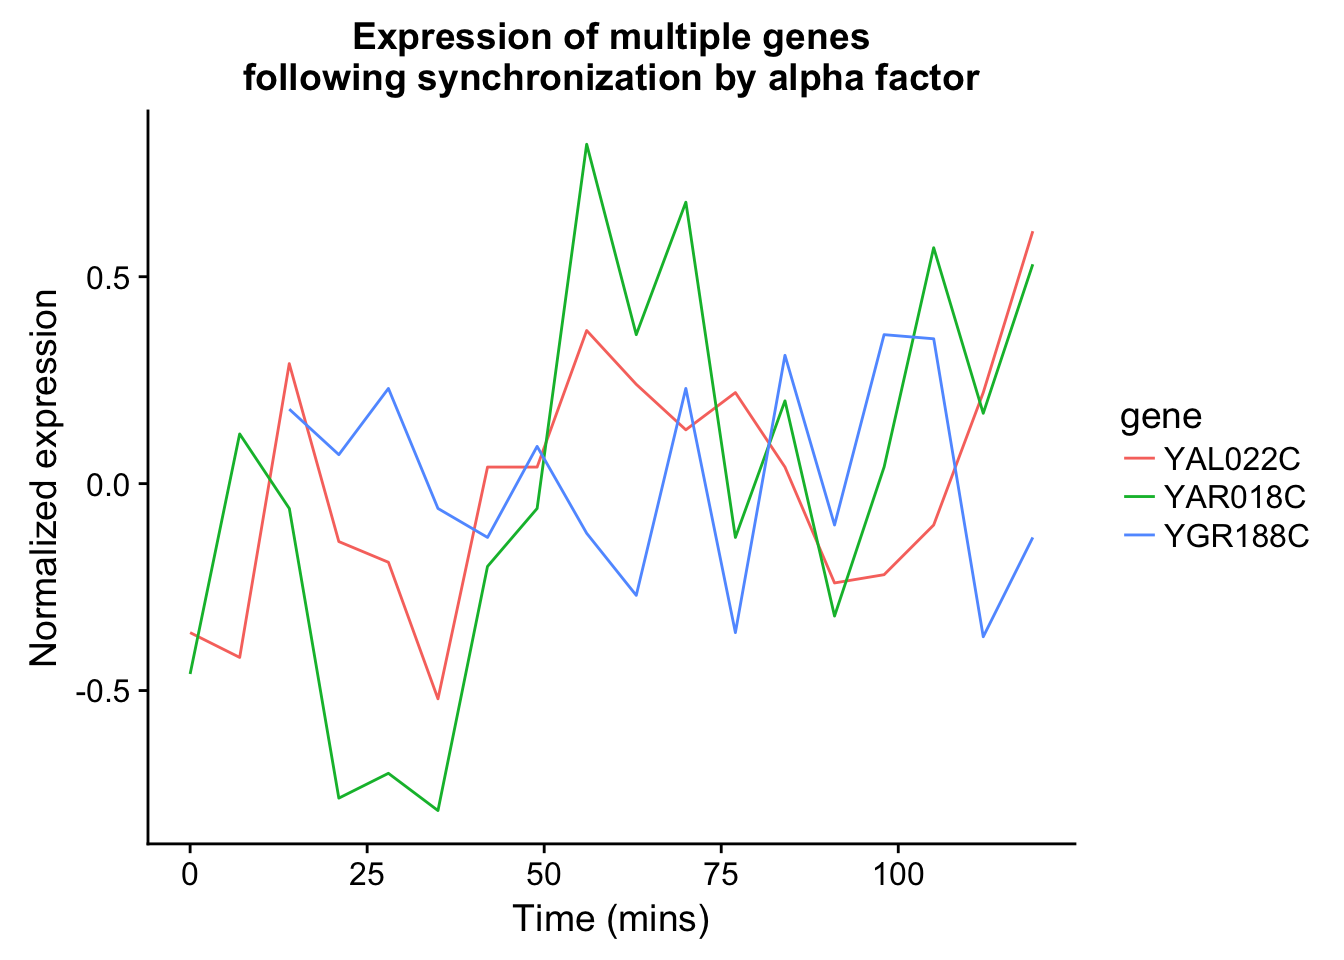 Expression of multiple genes
following synchronization by alpha factor
Normalized expression
0.5
0.0
-0.5
0 25 50 75 100
Time (mins)
gene
YAL022C
YAR018C
YGR188C